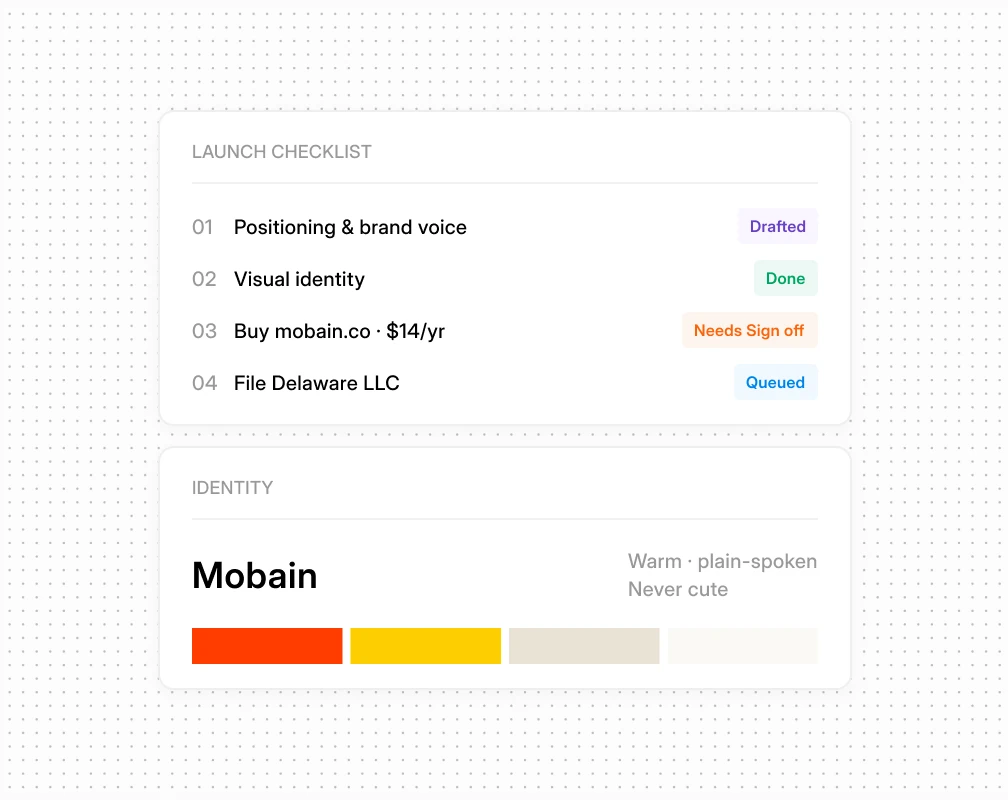 LAUNCH CHECKLIST
01 Positioning & brand voice Drafted
02 Visual identity Done
03 Buy mobain.co · $14/yr Needs Sign off
04 File Delaware LLC Queued
IDENTITY
Mobain
Warm · plain-spoken
Never cute